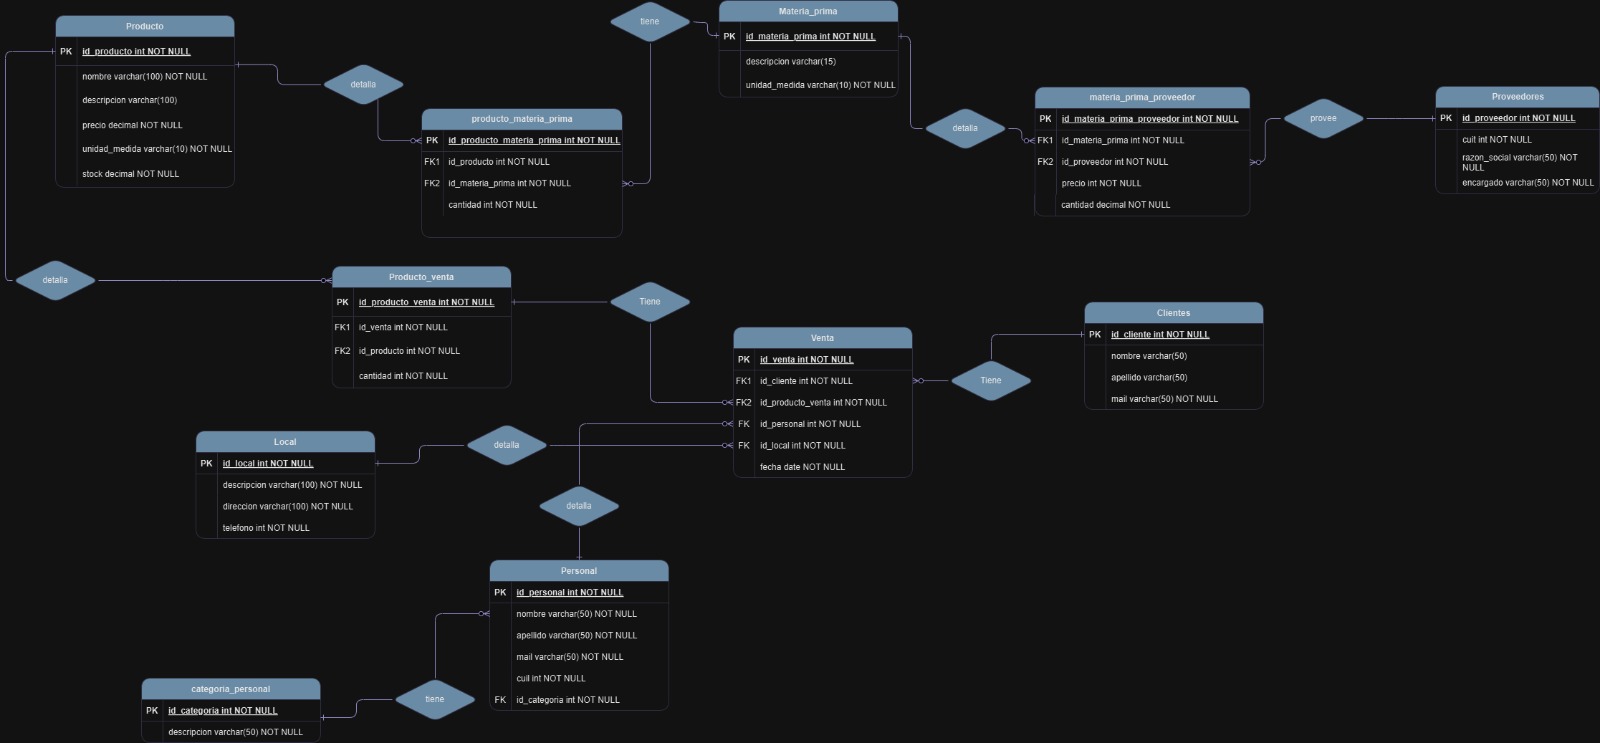 Producto
PK id_producto int NOT NULL
nombre varchar(100) NOT NULL
descripcion varchar(100)
precio decimal NOT NULL
unidad_medida varchar(10) NOT NULL
stock decimal NOT NULL
detalla
producto_materia_prima
PK id_producto_materia_prima int NOT NULL
FK1 id_producto int NOT NULL
FK2 id_materia_prima int NOT NULL
cantidad int NOT NULL
tiene
Materia_prima
PK id_materia_prima int NOT NULL
descripcion varchar(15)
unidad_medida varchar(10) NOT NULL
detalla
materia_prima_proveedor
PK id_materia_prima_proveedor int NOT NULL
FK1 id_materia_prima int NOT NULL
FK2 id_proveedor int NOT NULL
precio int NOT NULL
cantidad decimal NOT NULL
provee
Proveedores
PK id_proveedor int NOT NULL
cuit int NOT NULL
razon_social varchar(50) NOT
NULL
encargado varchar(50) NOT NULL
detalla
Producto_venta
PK id_producto_venta int NOT NULL
FK1 id_venta int NOT NULL
FK2 id_producto int NOT NULL
cantidad int NOT NULL
Tiene
Venta
PK id_venta int NOT NULL
FK1 id_cliente int NOT NULL
FK2 id_producto_venta int NOT NULL
FK id_personal int NOT NULL
FK id_local int NOT NULL
fecha date NOT NULL
Tiene
Clientes
PK id_cliente int NOT NULL
nombre varchar(50)
apellido varchar(50)
mail varchar(50) NOT NULL
Local
PK id_local int NOT NULL
descripcion varchar(100) NOT NULL
direccion varchar(100) NOT NULL
telefono int NOT NULL
detalla
detalla
Personal
PK id_personal int NOT NULL
nombre varchar(50) NOT NULL
apellido varchar(50) NOT NULL
mail varchar(50) NOT NULL
cuil int NOT NULL
FK id_categoria int NOT NULL
tiene
categoria_personal
PK id_categoria int NOT NULL
descripcion varchar(50) NOT NULL